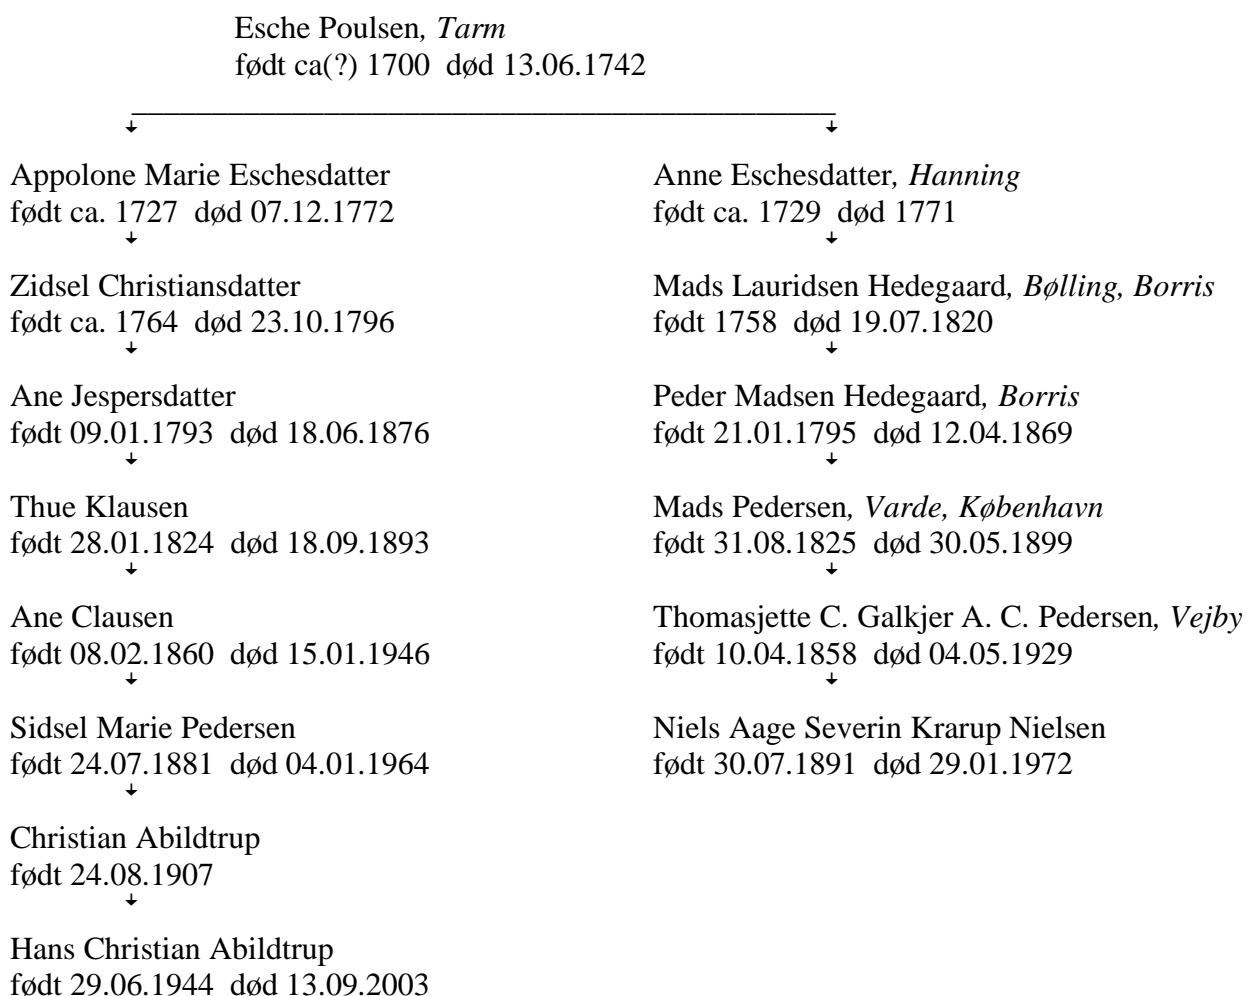 Esche Poulsen, Tarm
født ca(?) 1700 død 13.06.1742
Appolone Marie Eschesdatter
født ca. 1727 død 07.12.1772
Anne Eschesdatter, Hanning
født ca. 1729 død 1771
Zidsel Christiansdatter
født ca. 1764 død 23.10.1796
Mads Lauridsen Hedegaard, Bølling, Borris
født 1758 død 19.07.1820
Ane Jespersdatter
født 09.01.1793 død 18.06.1876
Peder Madsen Hedegaard, Borris
født 21.01.1795 død 12.04.1869
Thue Klausen
født 28.01.1824 død 18.09.1893
Mads Pedersen, Varde, København
født 31.08.1825 død 30.05.1899
Ane Clausen
født 08.02.1860 død 15.01.1946
Thomasjette C. Galkjer A. C. Pedersen, Vejby
født 10.04.1858 død 04.05.1929
Sidsel Marie Pedersen
født 24.07.1881 død 04.01.1964
Niels Aage Severin Krarup Nielsen
født 30.07.1891 død 29.01.1972
Christian Abildtrup
født 24.08.1907
Hans Christian Abildtrup
født 29.06.1944 død 13.09.2003